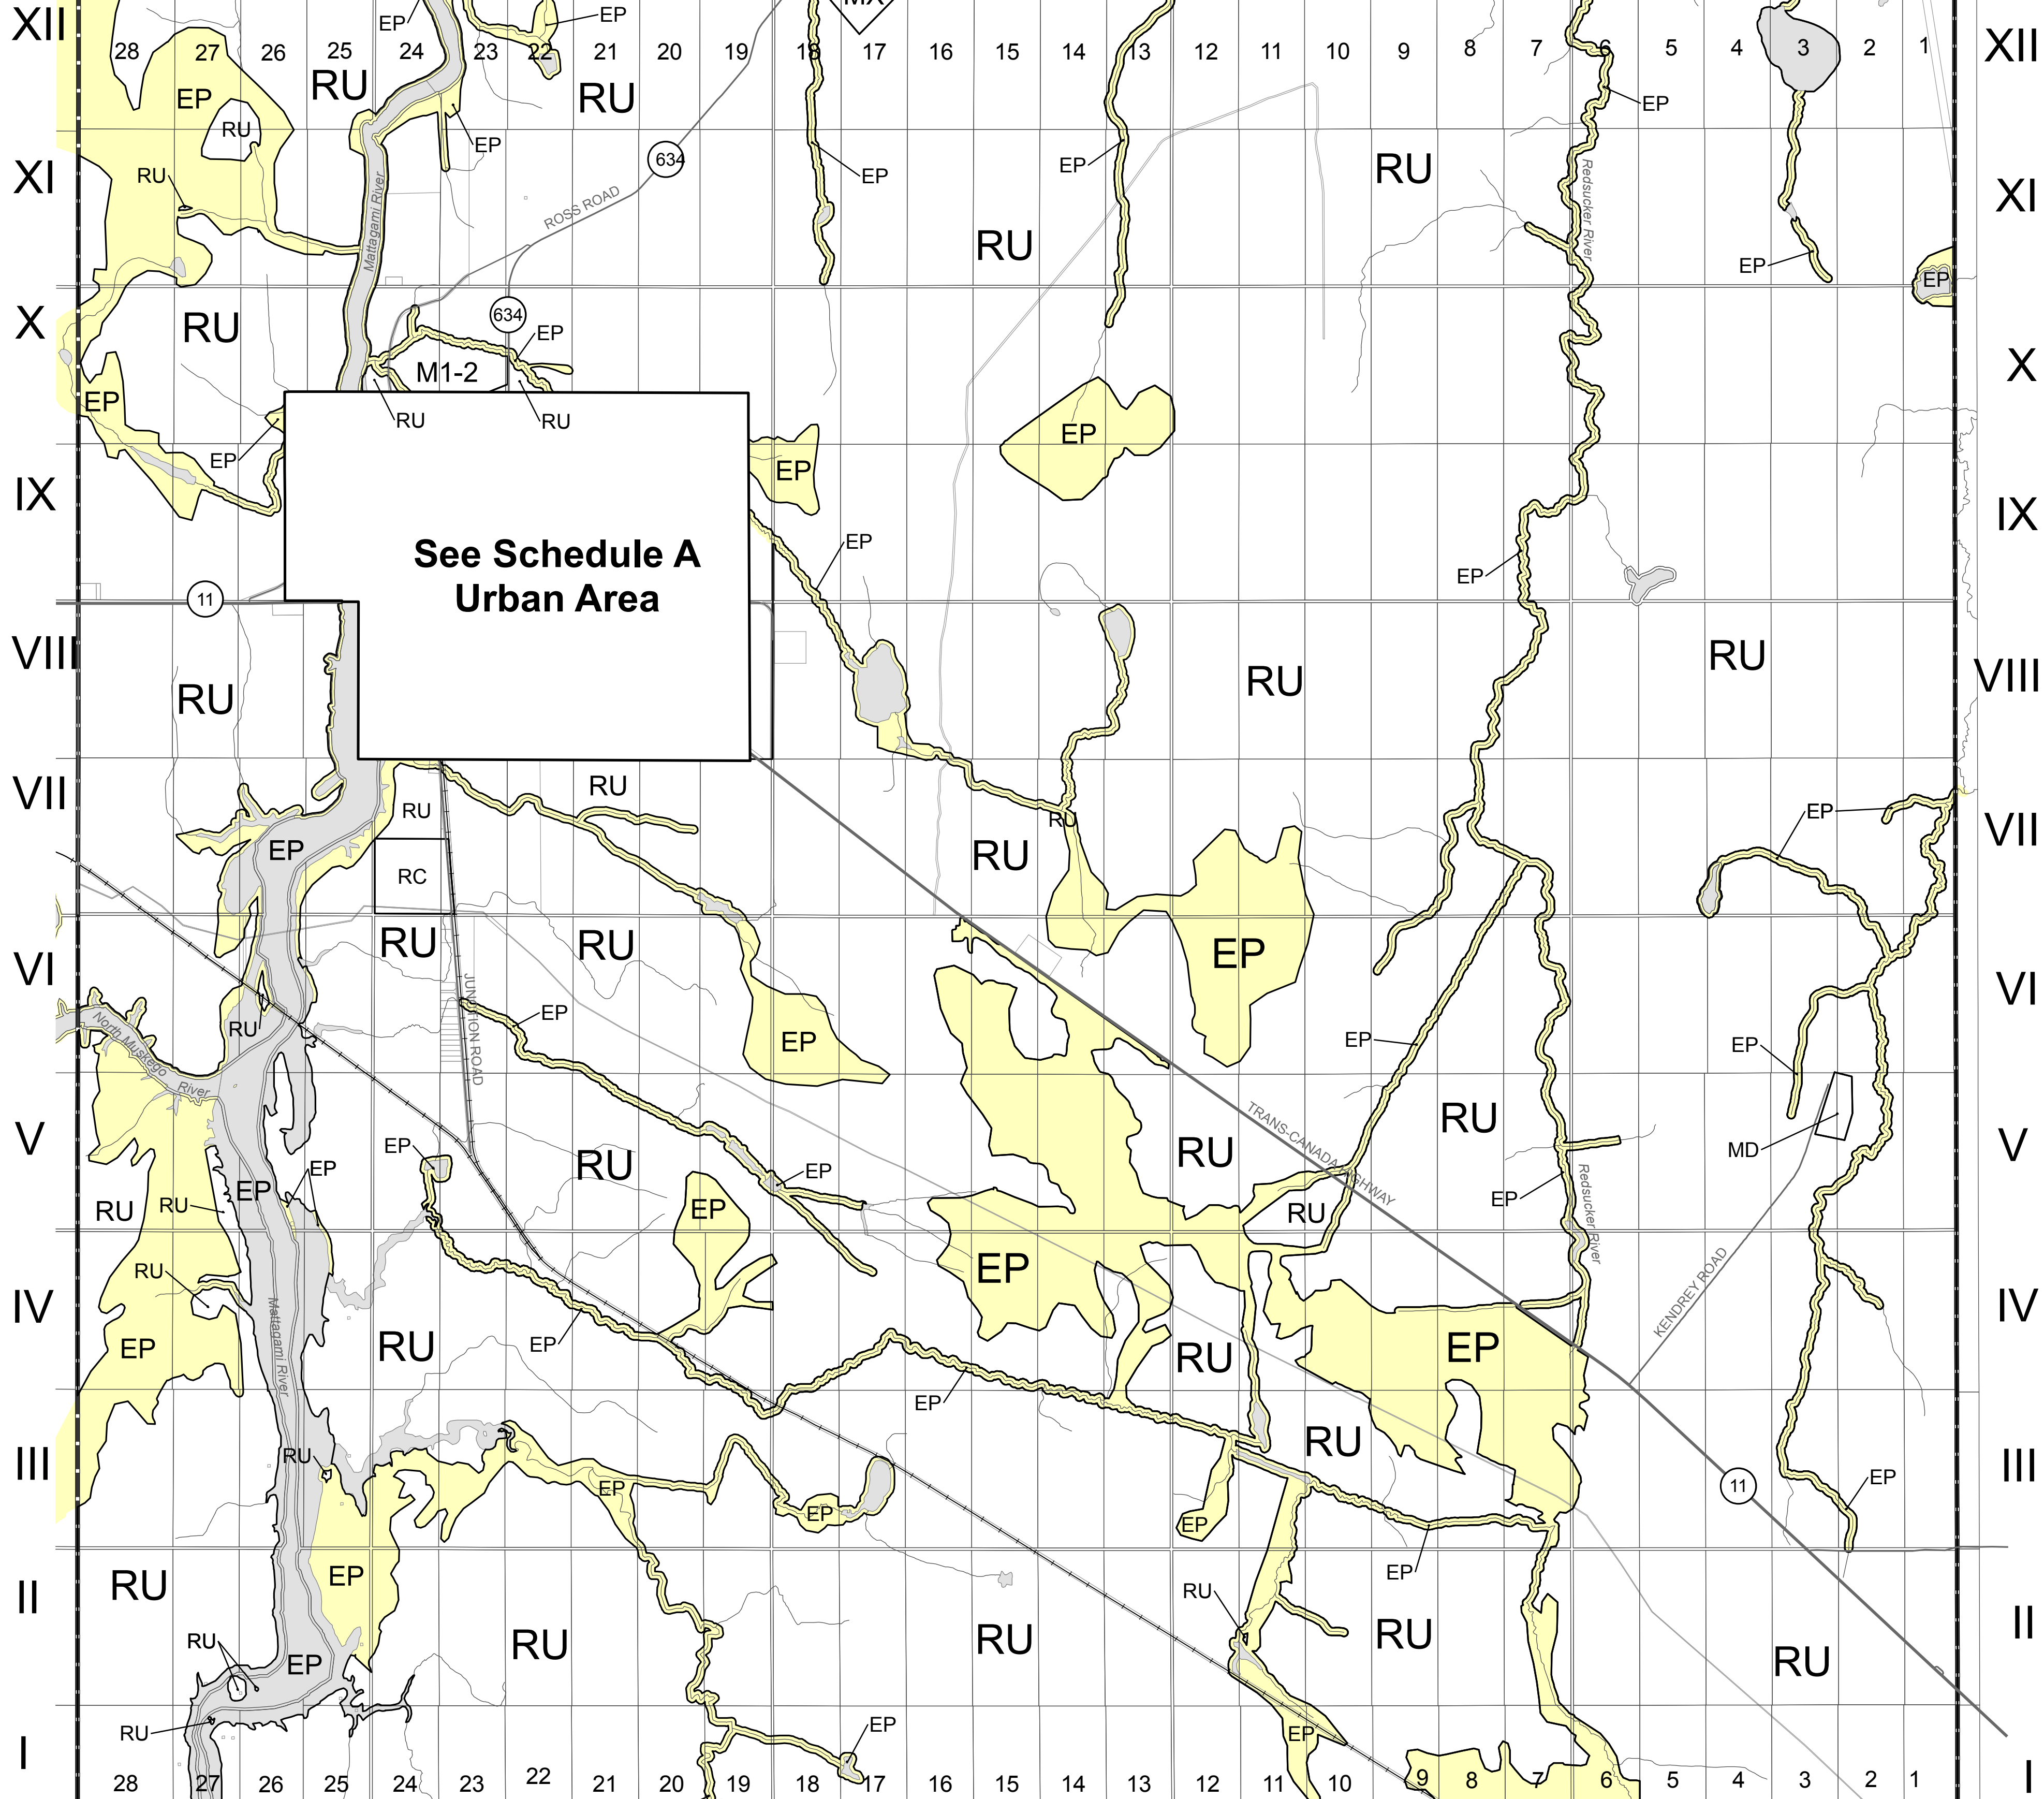 MX
XII
EP
EP
XII
28
27
26
25
24
23
22
21
20
19
18
17
16
15
14
13
12
11
10
9
8
7
6
5
4
3
2
1
RU
EP
RU
EP
RU
EP
634
EP
EP
RU
XI
RU
EP
Mattagami River
ROSS ROAD
Redsucker River
XI
RU
EP
EP
X
RU
634
EP
M1-2
X
EP
RU
RU
EP
EP
EP
IX
EP
IX
See Schedule A
Urban Area
EP
EP
11
VIII
RU
RU
RU
VIII
VII
RU
RU
EP
RU
RU
VII
EP
RC
RU
RU
EP
VI
JUNCTION ROAD
VI
RU
EP
EP
EP
EP
North Muskego
River
TRANS-CANADA HIGHWAY
RU
V
EP
RU
RU
MD
V
EP
EP
EP
RU
RU
EP
RU
EP
Redsucker River
EP
RU
IV
EP
KENDREY ROAD
IV
Mattagami River
EP
RU
EP
RU
EP
EP
RU
III
RU
EP
EP
EP
11
EP
III
II
RU
EP
RU
EP
RU
RU
RU
RU
II
RU
EP
RU
RU
EP
EP
I
28
27
26
25
24
23
22
21
20
19
18
17
16
15
14
13
12
11
10
9
8
7
6
5
4
3
2
1
I